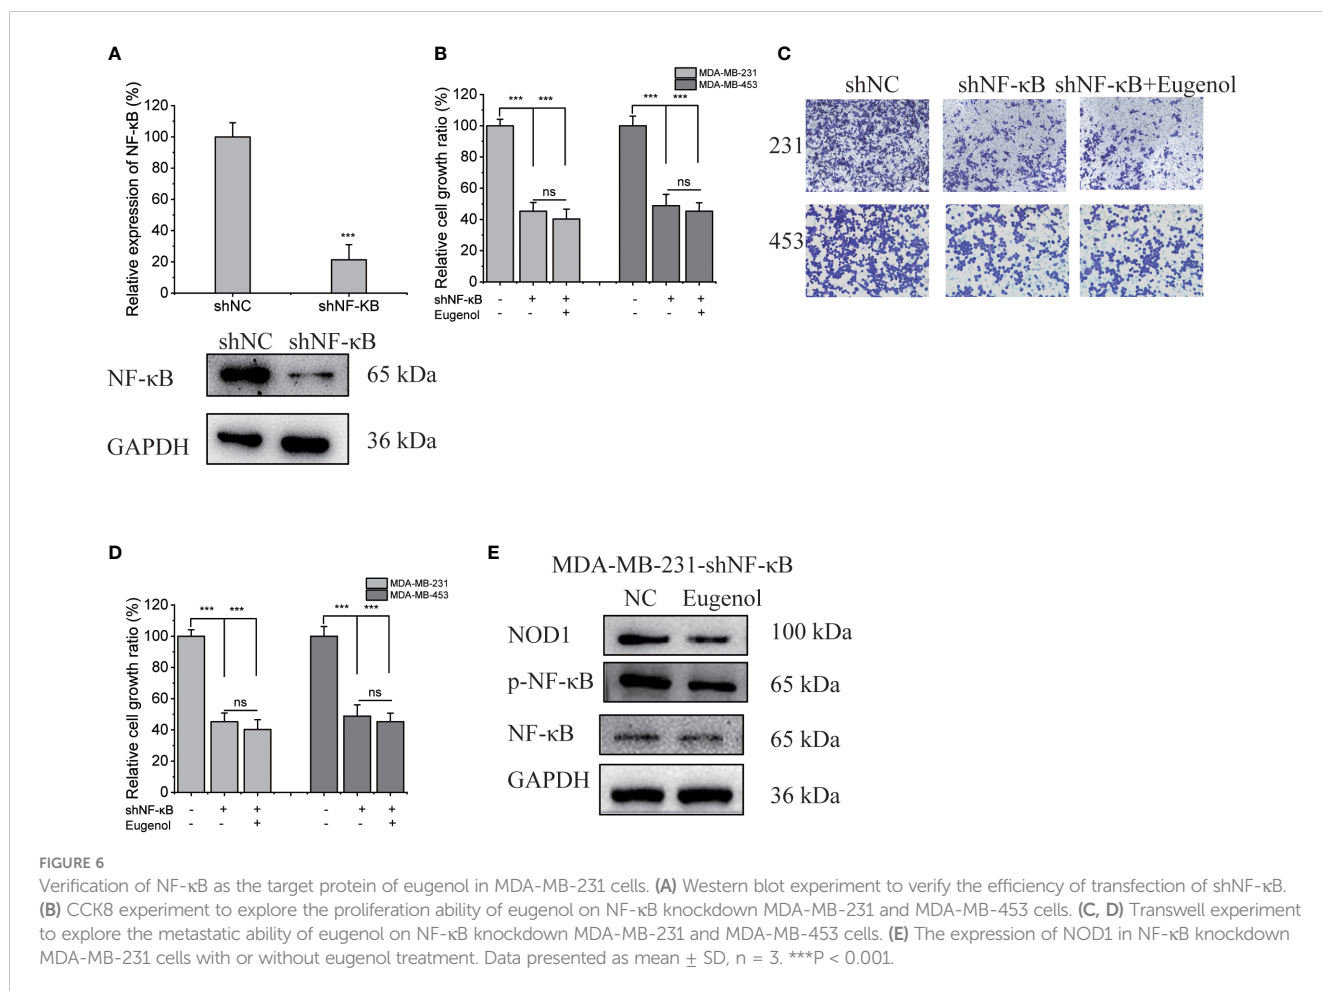 A
Relative expression of NF-κB (%)
120
100
80
60
40
20
0
***
shNC
shNF-KB
shNC shNF-κB
NF-κB
65 kDa
GAPDH
36 kDa
B
MDA-MB-231
MDA-MB-453
Relative cell growth ratio (%)
120
100
80
60
40
20
0
*** ***
ns
*** ***
ns
shNF-κB - + + - + +
Eugenol - - + - - +
C
shNC shNF-κB shNF-κB+Eugenol
231
453
D
MDA-MB-231
MDA-MB-453
Relative cell growth ratio (%)
120
100
80
60
40
20
0
*** ***
ns
*** ***
ns
shNF-κB - + + - + +
Eugenol - - + - - +
E
MDA-MB-231-shNF-κB
NC Eugenol
NOD1
100 kDa
p-NF-κB
65 kDa
NF-κB
65 kDa
GAPDH
36 kDa
FIGURE 6
Verification of NF-κB as the target protein of eugenol in MDA-MB-231 cells. (A) Western blot experiment to verify the efficiency of transfection of shNF-κB.
(B) CCK8 experiment to explore the proliferation ability of eugenol on NF-κB knockdown MDA-MB-231 and MDA-MB-453 cells. (C, D) Transwell experiment
to explore the metastatic ability of eugenol on NF-κB knockdown MDA-MB-231 and MDA-MB-453 cells. (E) The expression of NOD1 in NF-κB knockdown
MDA-MB-231 cells with or without eugenol treatment. Data presented as mean ± SD, n = 3. ***P < 0.001.